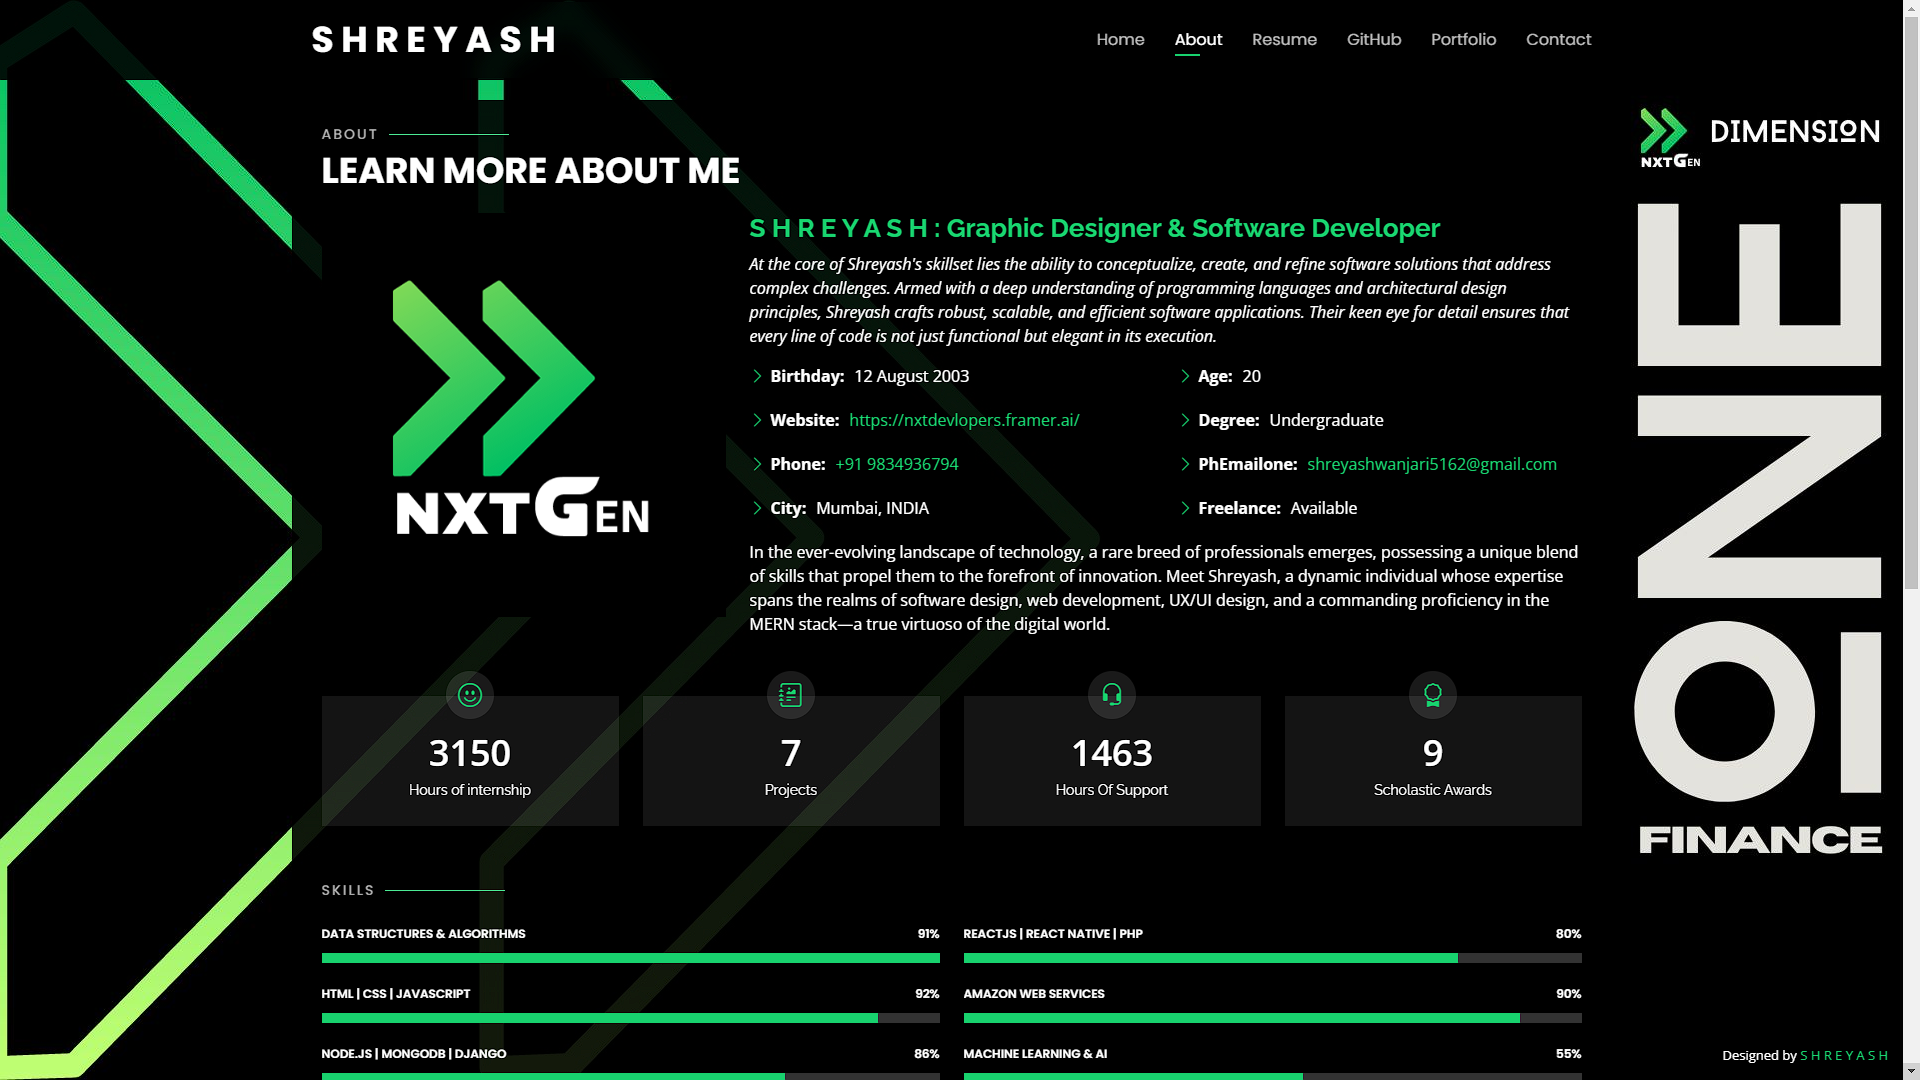 SHREYASH
Home
About
Resume
GitHub
Portfolio
Contact
NXTGEN
DIMENSION
ABOUT
LEARN MORE ABOUT ME
S H R E Y A S H : Graphic Designer & Software Developer
At the core of Shreyash's skillset lies the ability to conceptualize, create, and refine software solutions that address
complex challenges. Armed with a deep understanding of programming languages and architectural design
principles, Shreyash crafts robust, scalable, and efficient software applications. Their keen eye for detail ensures that
every line of code is not just functional but elegant in its execution.
NXTGEN
Birthday: 12 August 2003
Age: 20
Website: https://nxtdevlopers.framer.ai/
Degree: Undergraduate
Phone: +91 9834936794
PhEmailone: shreyashwanjari5162@gmail.com
City: Mumbai, INDIA
Freelance: Available
In the ever-evolving landscape of technology, a rare breed of professionals emerges, possessing a unique blend
of skills that propel them to the forefront of innovation. Meet Shreyash, a dynamic individual whose expertise
spans the realms of software design, web development, UX/UI design, and a commanding proficiency in the
MERN stack—a true virtuoso of the digital world.
3150
Hours of internship
7
Projects
1463
Hours Of Support
9
Scholastic Awards
IONE
FINANCE
SKILLS
DATA STRUCTURES & ALGORITHMS 91%
REACTJS | REACT NATIVE | PHP 80%
HTML | CSS | JAVASCRIPT 92%
AMAZON WEB SERVICES 90%
NODE.JS | MONGODB | DJANGO 86%
MACHINE LEARNING & AI 55%
Designed by S H R E Y A S H